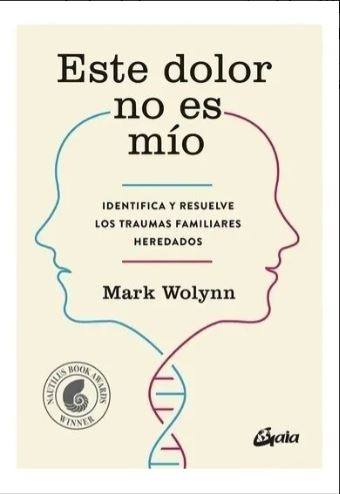 Este dolor
no es
mío
IDENTIFICA Y RESUELVE
LOS TRAUMAS FAMILIARES
HEREDADOS
Mark Wolynn
NAUTILUS BOOK AWARDS
WINNER
Gaia